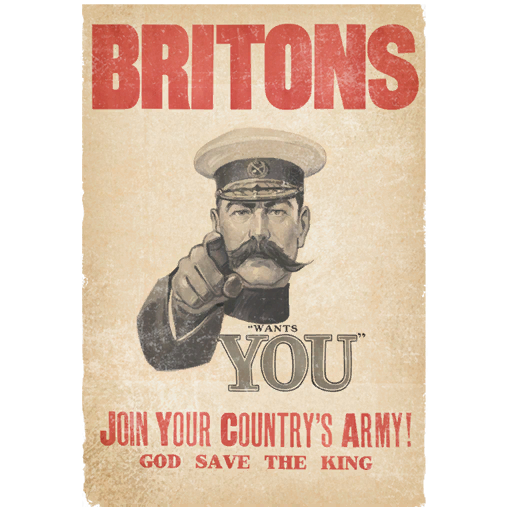 BRITONS
"WANTS
YOU"
JOIN YOUR COUNTRY'S ARMY!
GOD SAVE THE KING